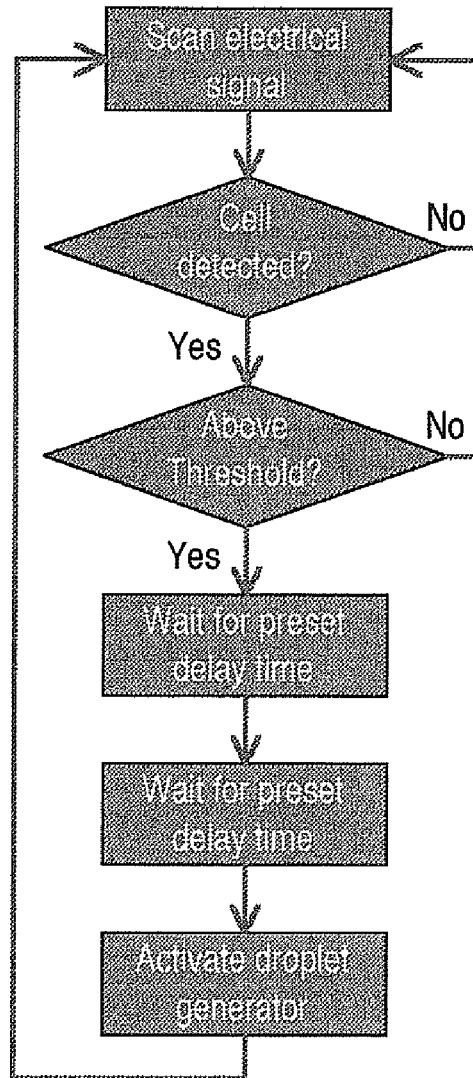 Scan electrical
signal
Cell
detected?
No
Yes
Above
Threshold?
No
Yes
Wait for preset
delay time
Wait for preset
delay time
Activate droplet
generator